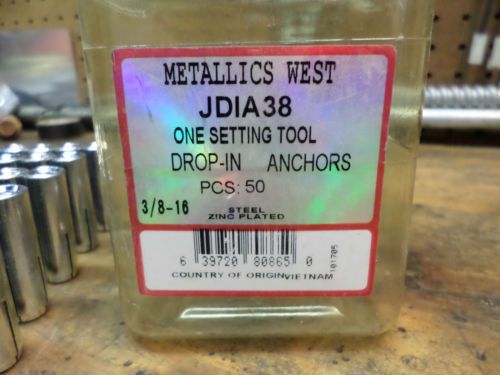 METALLICS WEST
JDIA38
ONE SETTING TOOL
DROP-IN ANCHORS
PCS: 50
3/8-16
STEEL
ZINC PLATED
6 39720 80865 0
101705
COUNTRY OF ORIGIN:VIETNAM